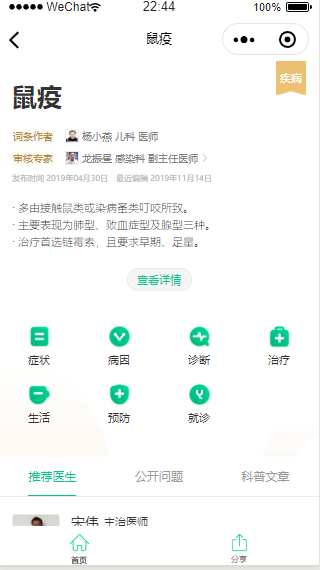 WeChat 22:44 100%
鼠疫
疾病
鼠疫
词条作者 杨小燕 儿科 医师
审核专家 龙振昼 感染科 副主任医师
发布时间 2019年04月30日 最近编辑 2019年11月14日
· 多由接触鼠类或染病蚤类叮咬所致。
· 主要表现为肺型、败血症型及腺型三种。
· 治疗首选链霉素，且要求早期、足量。
查看详情
症状 病因 诊断 治疗
生活 预防 就诊
推荐医生 公开问题 科普文章
宋伟 主治医师
首页 分享